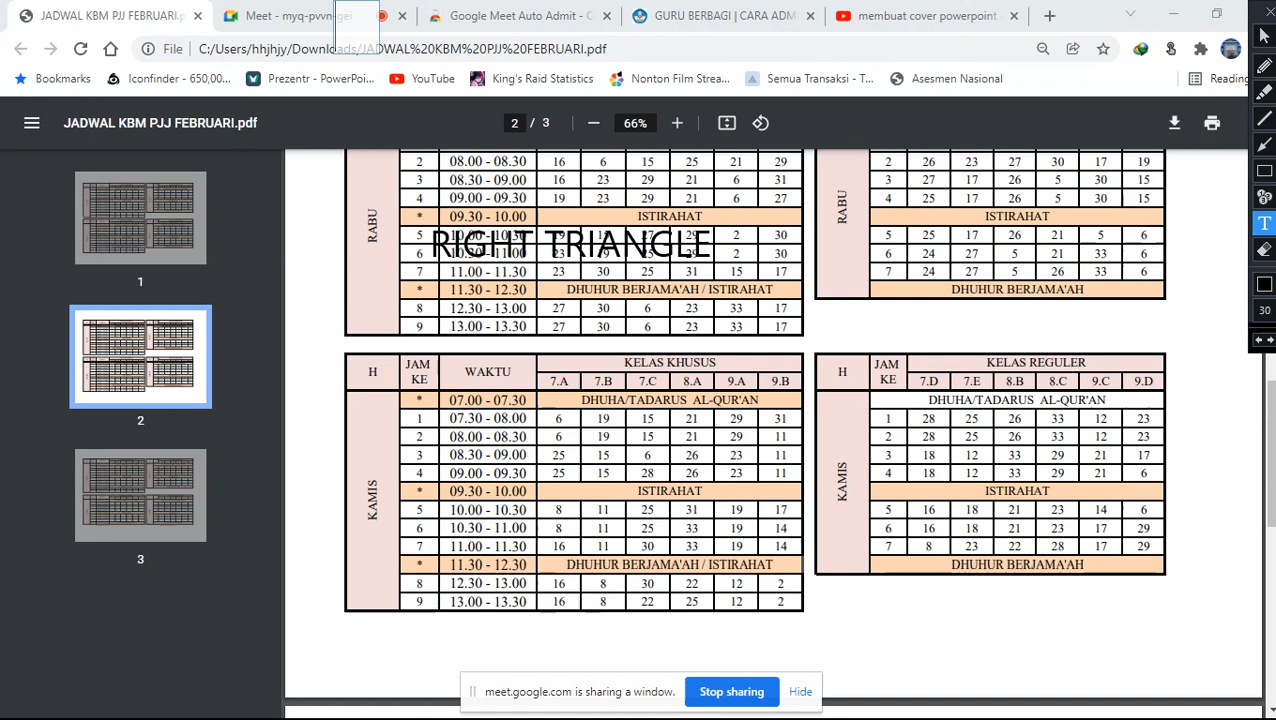 JADWAL KBM PJJ FEBRUARI.pdf
Meet - myq-pvvn-gei
Google Meet Auto Admit - C
GURU BERBAGI | CARA ADM
membuat cover powerpoint
File C:/Users/hhjhjy/Downloads/JADWAL%20KBM%20PJJ%20FEBRUARI.pdf
Bookmarks Iconfinder - 650,00... Prezentr - PowerPoi... YouTube King's Raid Statistics Nonton Film Strea... Semua Transaksi - T... Asesmen Nasional Reading
JADWAL KBM PJJ FEBRUARI.pdf 2 / 3 66%
1
2
3
RABU
2 08.00 - 08.30 16 6 15 25 21 29
3 08.30 - 09.00 16 23 29 21 6 31
4 09.00 - 09.30 19 23 29 21 6 27
* 09.30 - 10.00 ISTIRAHAT
5 10.00 - 10.30 2 30
RIGHT TRIANGLE
6 10.30 - 11.00 2 30
7 11.00 - 11.30 23 30 25 31 15 17
* 11.30 - 12.30 DHUHUR BERJAMA'AH / ISTIRAHAT
8 12.30 - 13.00 27 30 6 23 33 17
9 13.00 - 13.30 27 30 6 23 33 17
RABU
2 26 23 27 30 17 19
3 27 17 26 5 30 15
4 25 17 26 5 30 15
* ISTIRAHAT
5 25 17 26 21 5 6
6 24 27 5 21 33 6
7 24 27 5 26 33 6
DHUHUR BERJAMA'AH
H JAM KE WAKTU KELAS KHUSUS
7.A 7.B 7.C 8.A 9.A 9.B
KAMIS
* 07.00 - 07.30 DHUHA/TADARUS AL-QUR'AN
1 07.30 - 08.00 6 19 15 21 29 31
2 08.00 - 08.30 6 19 15 21 29 11
3 08.30 - 09.00 25 15 6 26 23 11
4 09.00 - 09.30 25 15 28 26 23 11
* 09.30 - 10.00 ISTIRAHAT
5 10.00 - 10.30 8 11 25 31 19 17
6 10.30 - 11.00 8 11 25 33 19 14
7 11.00 - 11.30 16 11 30 33 19 14
* 11.30 - 12.30 DHUHUR BERJAMA'AH / ISTIRAHAT
8 12.30 - 13.00 16 8 30 22 12 2
9 13.00 - 13.30 16 8 22 25 12 2
H JAM KE KELAS REGULER
7.D 7.E 8.B 8.C 9.C 9.D
KAMIS
DHUHA/TADARUS AL-QUR'AN
1 28 25 26 33 12 23
2 28 25 26 33 12 23
3 18 12 33 29 21 17
4 18 12 33 29 21 6
ISTIRAHAT
5 16 18 21 23 14 6
6 16 18 21 23 17 29
7 8 23 22 28 17 29
DHUHUR BERJAMA'AH
30
meet.google.com is sharing a window. Stop sharing Hide